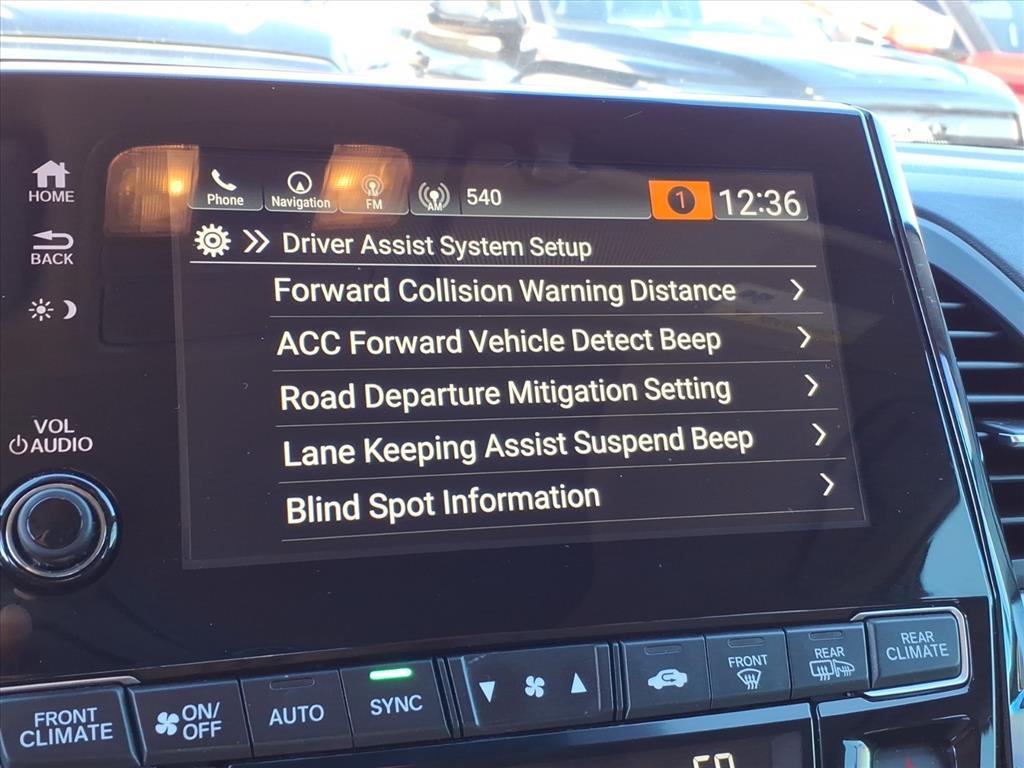 HOME
BACK
VOL
AUDIO
Phone
Navigation
FM
AM
540
1
12:36
Driver Assist System Setup
Forward Collision Warning Distance
ACC Forward Vehicle Detect Beep
Road Departure Mitigation Setting
Lane Keeping Assist Suspend Beep
Blind Spot Information
FRONT
CLIMATE
ON/
OFF
AUTO
SYNC
FRONT
REAR
REAR
CLIMATE